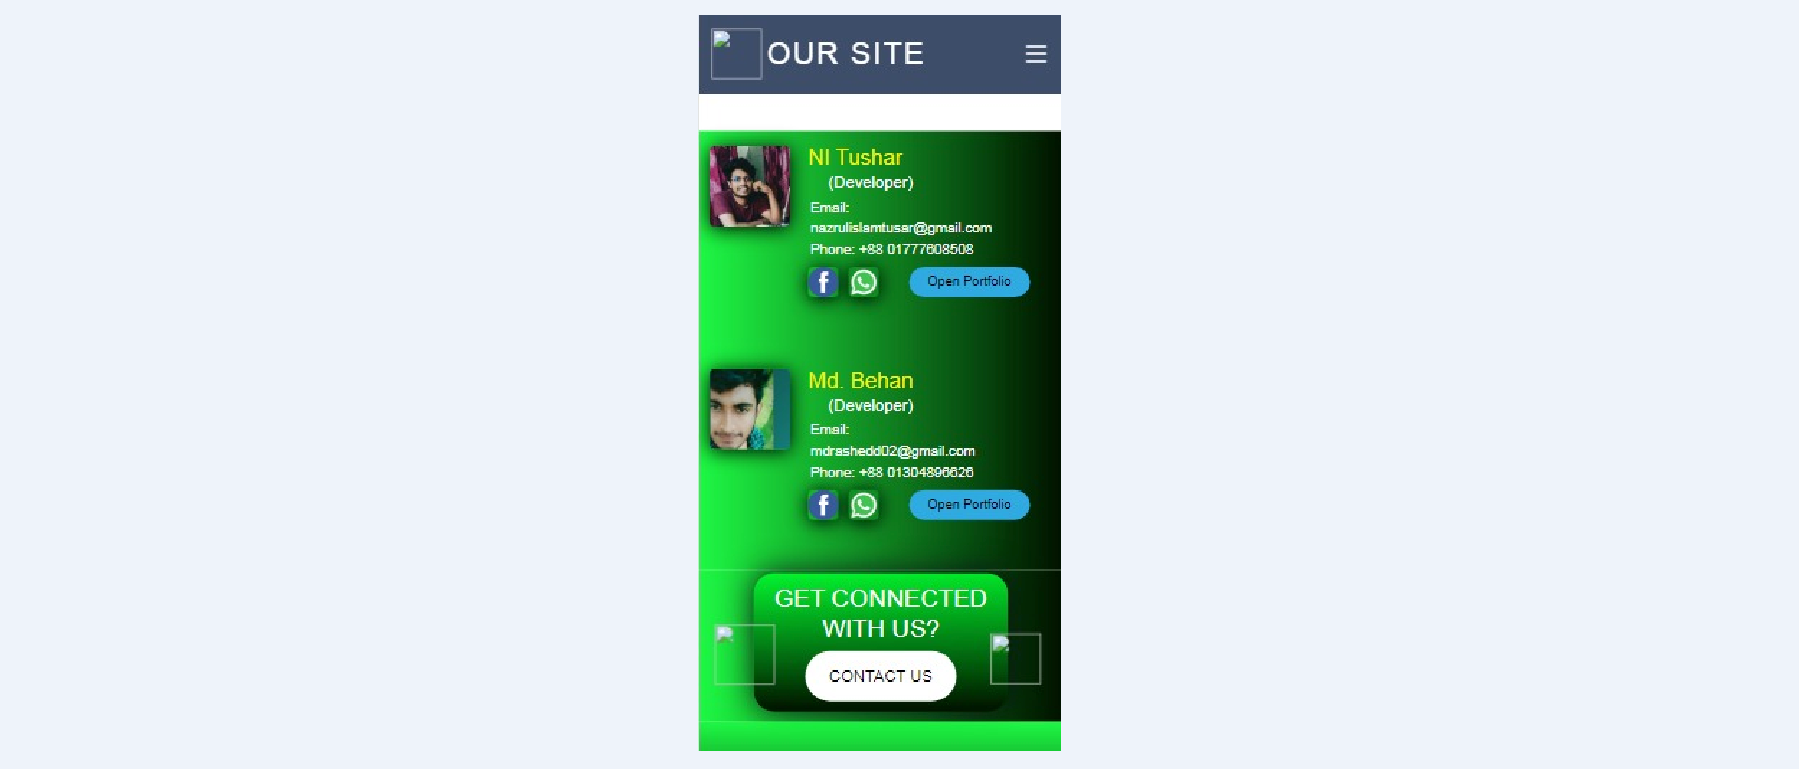 OUR SITE
NI Tushar
(Developer)
Email:
nazrulislamtusar@gmail.com
Phone: +88 01777608508
Open Portfolio
Md. Behan
(Developer)
Email:
mdrashedd02@gmail.com
Phone: +88 01304896626
Open Portfolio
GET CONNECTED
WITH US?
CONTACT US